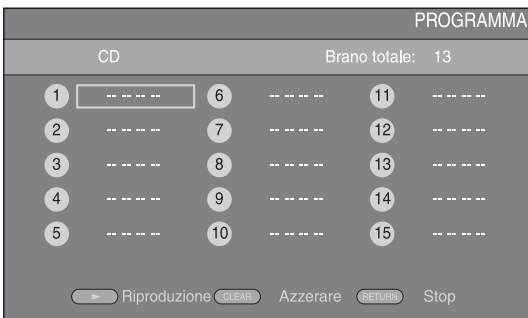 PROGRAMMA
CD Brano totale: 13
1 -- -- -- -- 6 -- -- -- -- 11 -- -- -- --
2 -- -- -- -- 7 -- -- -- -- 12 -- -- -- --
3 -- -- -- -- 8 -- -- -- -- 13 -- -- -- --
4 -- -- -- -- 9 -- -- -- -- 14 -- -- -- --
5 -- -- -- -- 10 -- -- -- -- 15 -- -- -- --
Riproduzione CLEAR Azzerare RETURN Stop